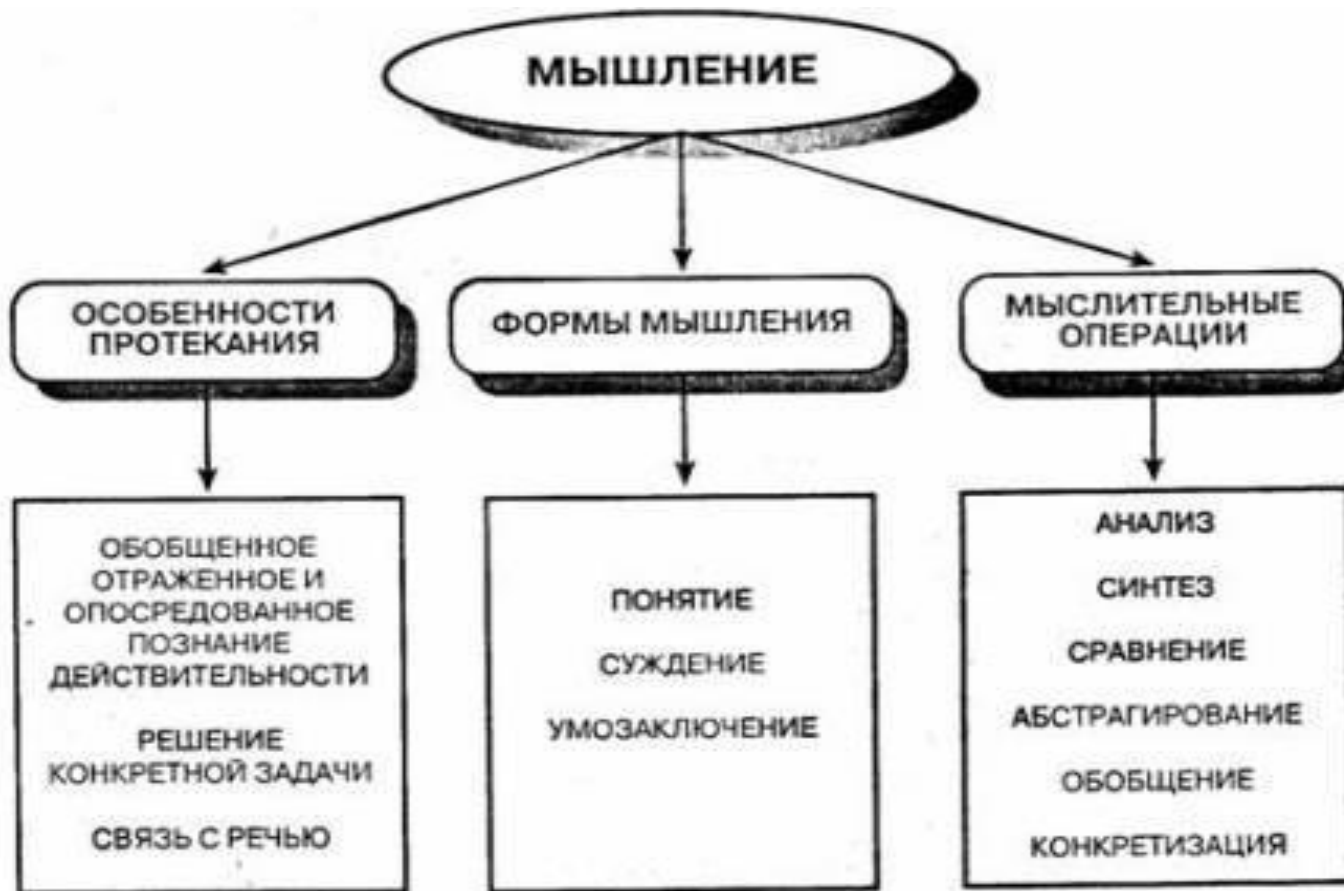 МЫШЛЕНИЕ
ОСОБЕННОСТИ
ПРОТЕКАНИЯ
ФОРМЫ МЫШЛЕНИЯ
МЫСЛИТЕЛЬНЫЕ
ОПЕРАЦИИ
ОБОБЩЕННОЕ
ОТРАЖЕННОЕ И
ОПОСРЕДОВАННОЕ
ПОЗНАНИЕ
ДЕЙСТВИТЕЛЬНОСТИ
РЕШЕНИЕ
КОНКРЕТНОЙ ЗАДАЧИ
СВЯЗЬ С РЕЧЬЮ
ПОНЯТИЕ
СУЖДЕНИЕ
УМОЗАКЛЮЧЕНИЕ
АНАЛИЗ
СИНТЕЗ
СРАВНЕНИЕ
АБСТРАГИРОВАНИЕ
ОБОБЩЕНИЕ
КОНКРЕТИЗАЦИЯ